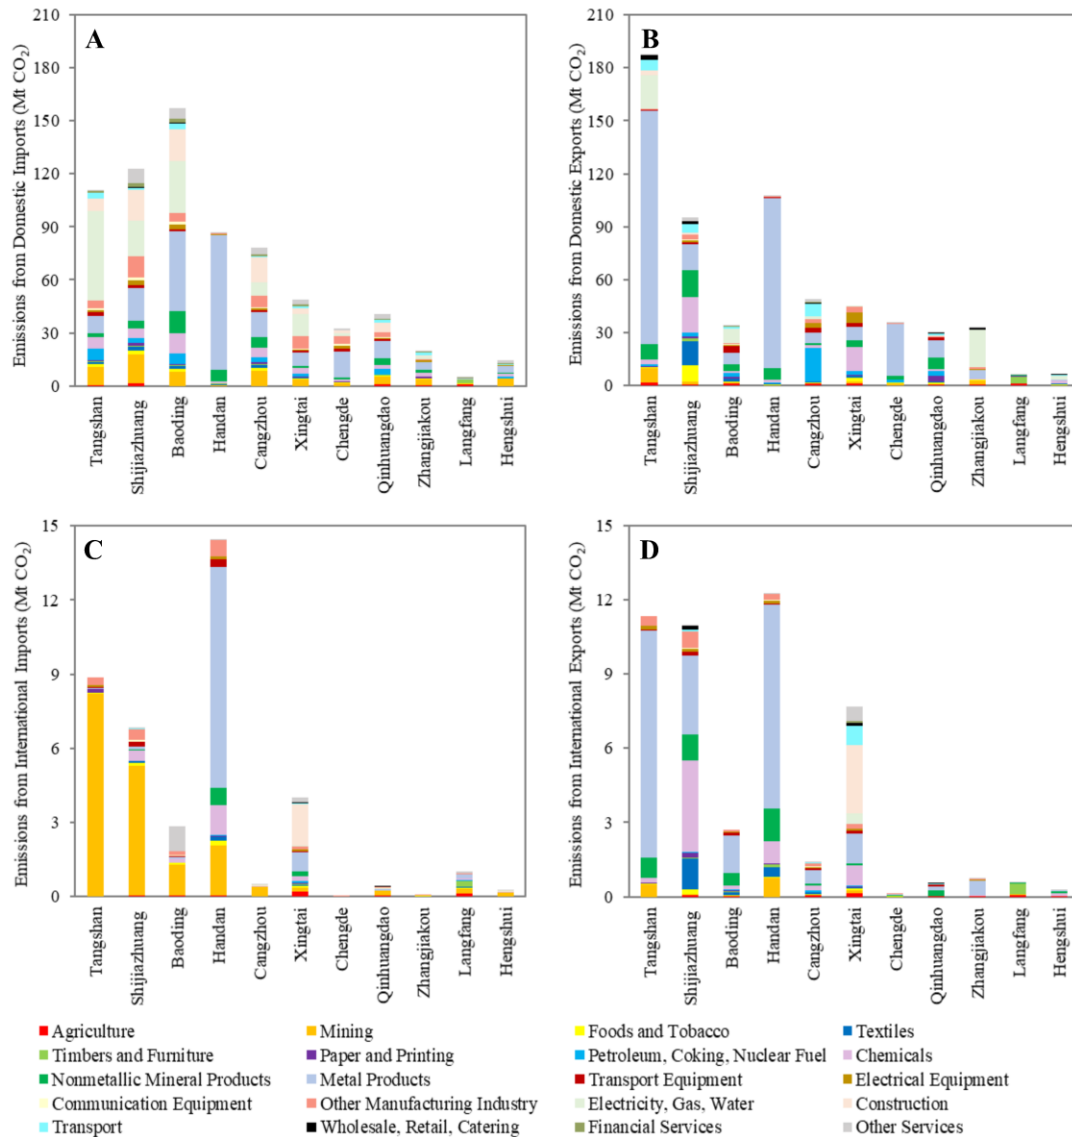 A
Emissions from Domestic Imports (Mt CO₂)
210
180
150
120
90
60
30
0
Tangshan
Shijiazhuang
Baoding
Handan
Cangzhou
Xingtai
Chengde
Qinhuangdao
Zhangjiakou
Langfang
Hengshui
B
Emissions from Domestic Exports (Mt CO₂)
210
180
150
120
90
60
30
0
Tangshan
Shijiazhuang
Baoding
Handan
Cangzhou
Xingtai
Chengde
Qinhuangdao
Zhangjiakou
Langfang
Hengshui
C
Emissions from International Imports (Mt CO₂)
15
12
9
6
3
0
Tangshan
Shijiazhuang
Baoding
Handan
Cangzhou
Xingtai
Chengde
Qinhuangdao
Zhangjiakou
Langfang
Hengshui
D
Emissions from International Exports (Mt CO₂)
15
12
9
6
3
0
Tangshan
Shijiazhuang
Baoding
Handan
Cangzhou
Xingtai
Chengde
Qinhuangdao
Zhangjiakou
Langfang
Hengshui
Agriculture
Mining
Foods and Tobacco
Textiles
Timbers and Furniture
Paper and Printing
Petroleum, Coking, Nuclear Fuel
Chemicals
Nonmetallic Mineral Products
Metal Products
Transport Equipment
Electrical Equipment
Communication Equipment
Other Manufacturing Industry
Electricity, Gas, Water
Construction
Transport
Wholesale, Retail, Catering
Financial Services
Other Services